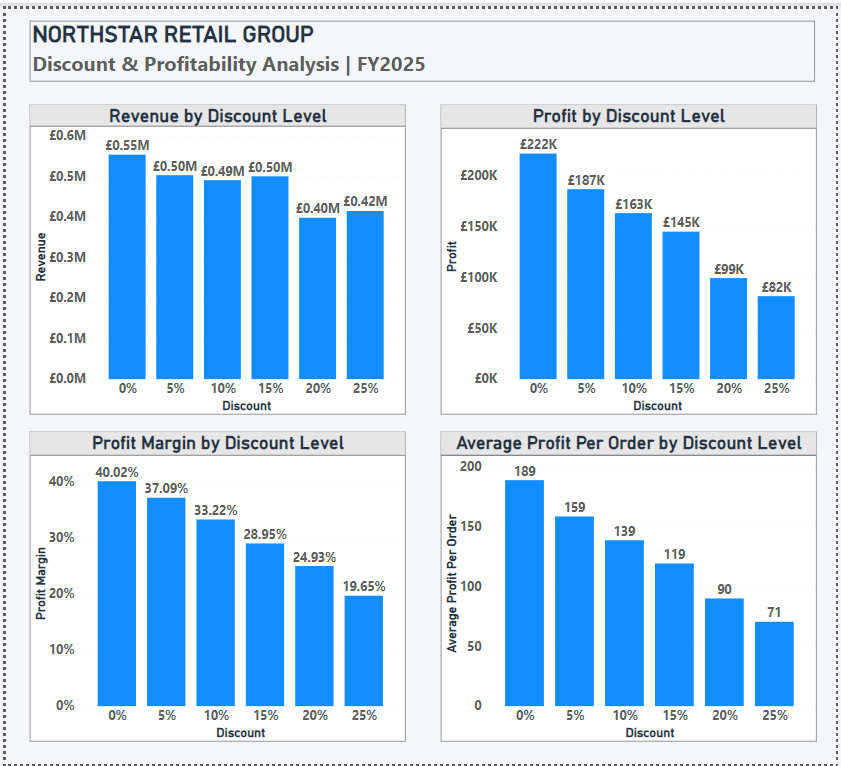 NORTHSTAR RETAIL GROUP
Discount & Profitability Analysis | FY2025
Revenue by Discount Level
£0.6M
£0.5M
£0.4M
£0.3M
£0.2M
£0.1M
£0.0M
Revenue
£0.55M £0.50M £0.49M £0.50M £0.40M £0.42M
0% 5% 10% 15% 20% 25%
Discount
Profit by Discount Level
£200K
£150K
£100K
£50K
£0K
Profit
£222K £187K £163K £145K £99K £82K
0% 5% 10% 15% 20% 25%
Discount
Profit Margin by Discount Level
40%
30%
20%
10%
0%
Profit Margin
40.02% 37.09% 33.22% 28.95% 24.93% 19.65%
0% 5% 10% 15% 20% 25%
Discount
Average Profit Per Order by Discount Level
200
150
100
50
0
Average Profit Per Order
189 159 139 119 90 71
0% 5% 10% 15% 20% 25%
Discount